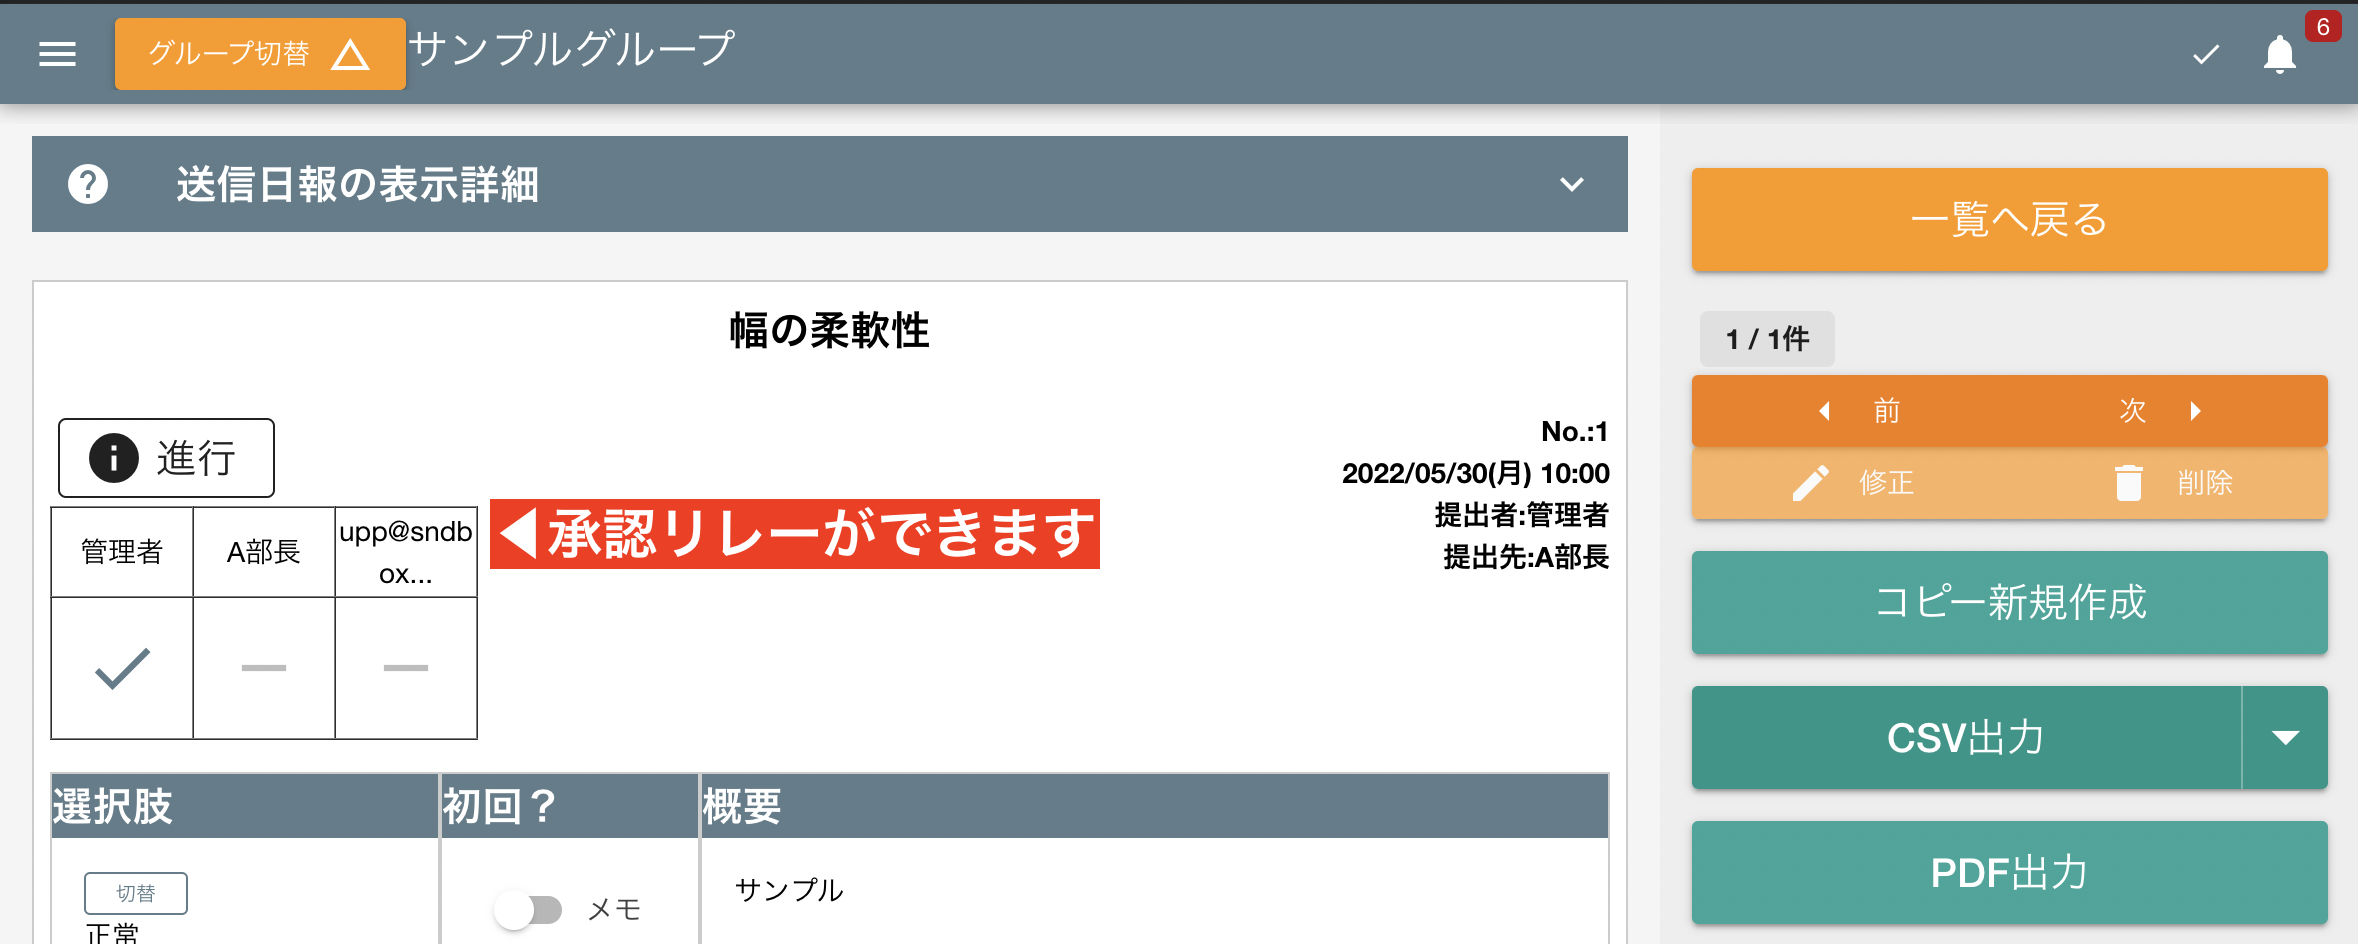 グループ切替
サンプルグループ
6
送信日報の表示詳細
幅の柔軟性
進行
No.:1
2022/05/30(月) 10:00
提出者:管理者
提出先:A部長
管理者
A部長
upp@sndb
ox...
◀承認リレーができます
選択肢
初回？
概要
切替
正常
メモ
サンプル
一覧へ戻る
1 / 1件
前
次
修正
削除
コピー新規作成
CSV出力
PDF出力